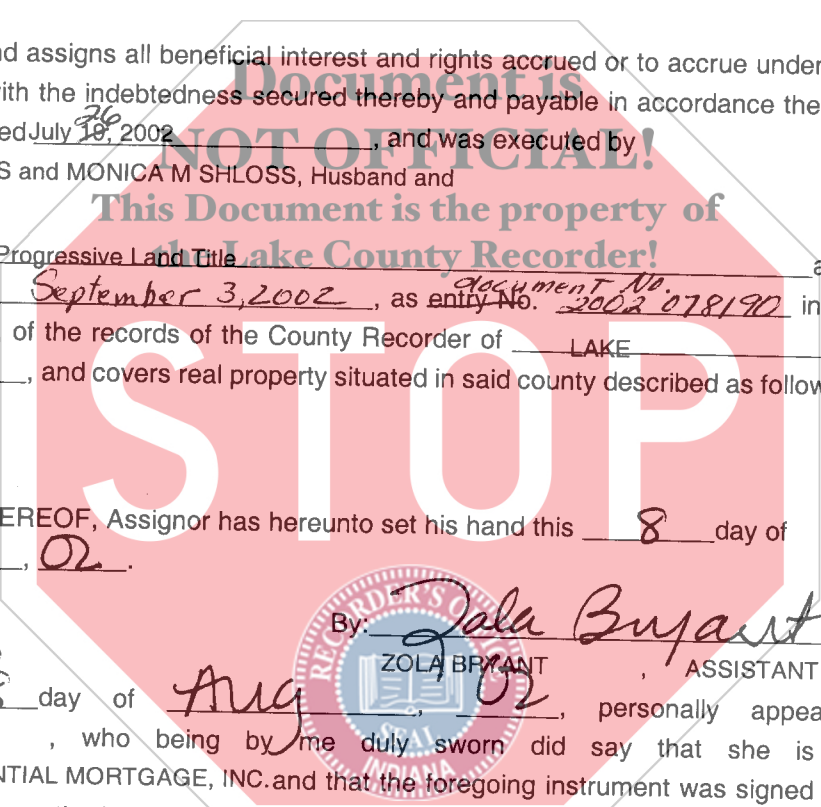 nd assigns all beneficial interest and rights accrued or to accrue under
Document is
ith the indebtedness secured thereby and payable in accordance the
26
ed July 19, 2002, and was executed by
NOT OFFICIAL!
S and MONICA M SHLOSS, Husband and
This Document is the property of
the Lake County Recorder!
Progressive Land Title a
document No.
September 3, 2002, as entry No. 2002 078190 in
of the records of the County Recorder of LAKE
, and covers real property situated in said county described as follow
STOP
EREOF, Assignor has hereunto set his hand this 8 day of
, 02.
By: Zola Bryant
ZOLA BRYANT, ASSISTANT
day of Aug, 02, personally appea
, who being by me duly sworn did say that she is
NTIAL MORTGAGE, INC. and that the foregoing instrument was signed
RECORDER'S OFFICE
SEAL
INDIANA